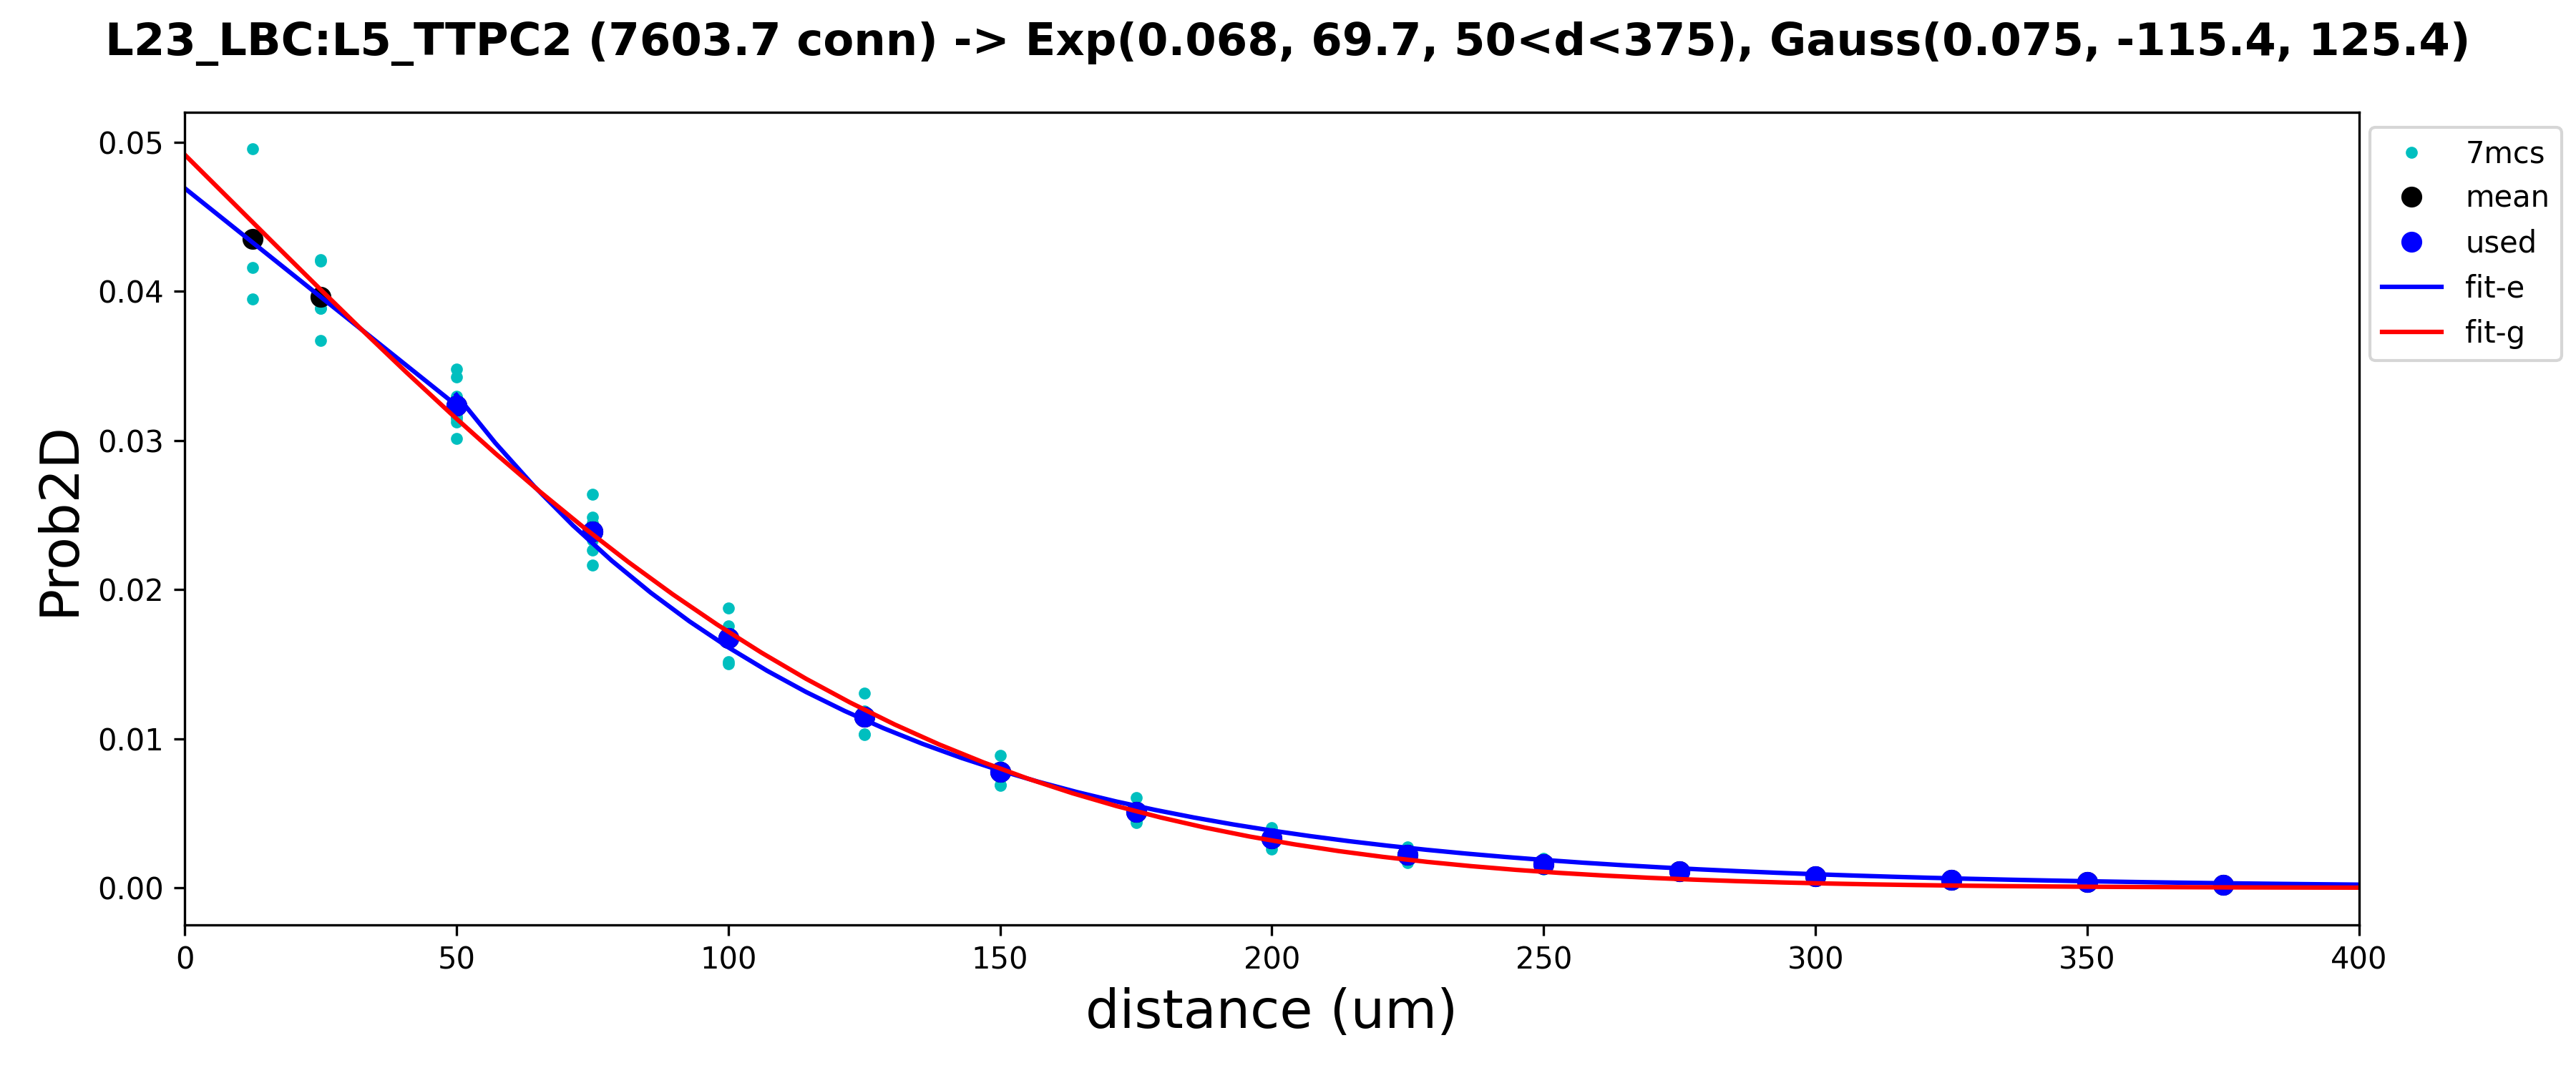 L23_LBC:L5_TTPC2 (7603.7 conn) -> Exp(0.068, 69.7, 50<d<375), Gauss(0.075, -115.4, 125.4)
0.05
0.04
0.03
0.02
0.01
0.00
Prob2D
0 50 100 150 200 250 300 350 400
distance (um)
7mcs
mean
used
fit-e
fit-g